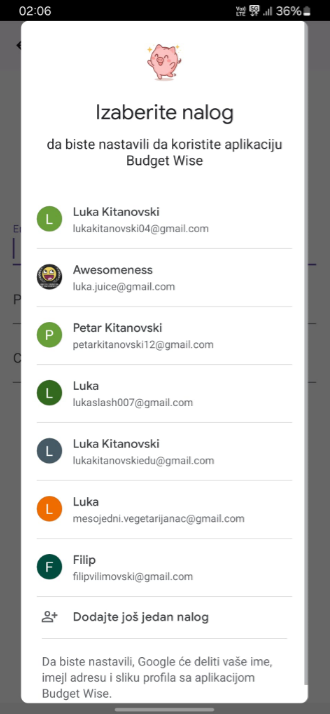 02:06
36%
Izaberite nalog
da biste nastavili da koristite aplikaciju
Budget Wise
L
Luka Kitanovski
lukakitanovski04@gmail.com
Awesomeness
luka.juice@gmail.com
P
Petar Kitanovski
petarkitanovski12@gmail.com
L
Luka
lukaslash007@gmail.com
L
Luka Kitanovski
lukakitanovskiedu@gmail.com
L
Luka
mesojedni.vegetarijanac@gmail.com
F
Filip
filipvilimovski@gmail.com
Dodajte još jedan nalog
Da biste nastavili, Google će deliti vaše ime,
imejl adresu i sliku profila sa aplikacijom
Budget Wise.